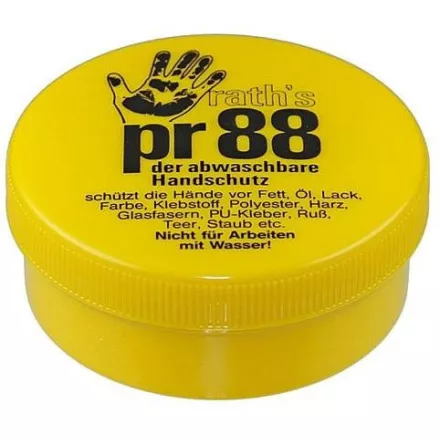 rath's
pr 88
der abwaschbare
Handschutz
schützt die Hände vor Fett, Öl, Lack,
Farbe, Klebstoff, Polyester, Harz,
Glasfasern, PU-Kleber, Ruß,
Teer, Staub etc.
Nicht für Arbeiten
mit Wasser!